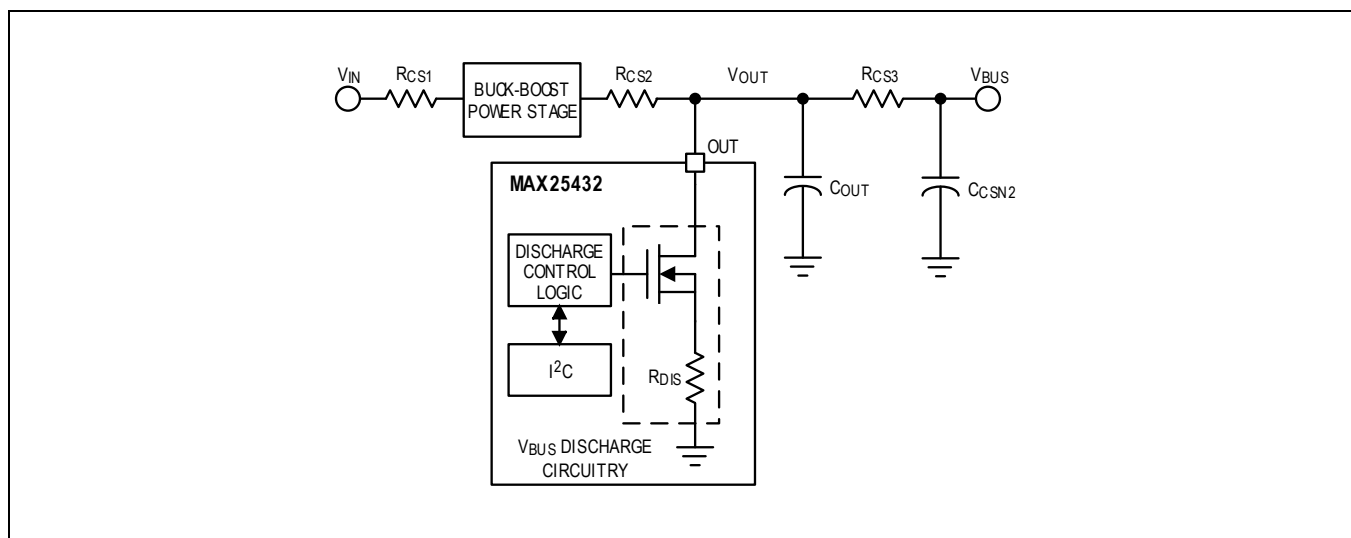 VIN
RCS1
BUCK-BOOST
POWER STAGE
RCS2
VOUT
RCS3
VBUS
OUT
MAX25432
COUT
CCSN2
DISCHARGE
CONTROL
LOGIC
I2C
RDIS
VBUS DISCHARGE
CIRCUITRY